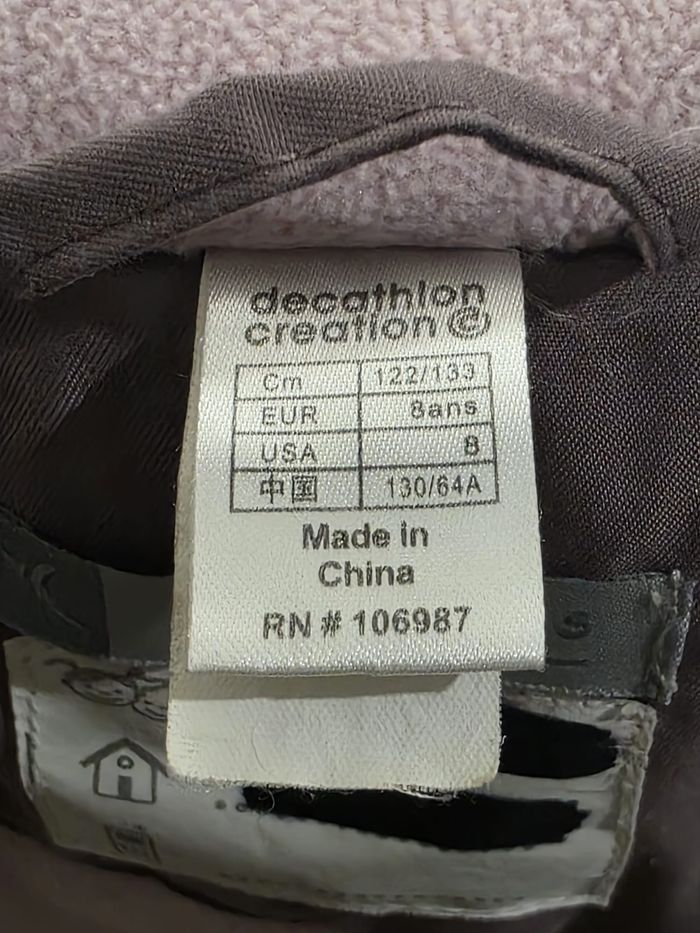 decathlon
creation ©
Cm 122/133
EUR 8ans
USA 8
中国 130/64A
Made in
China
RN # 106987